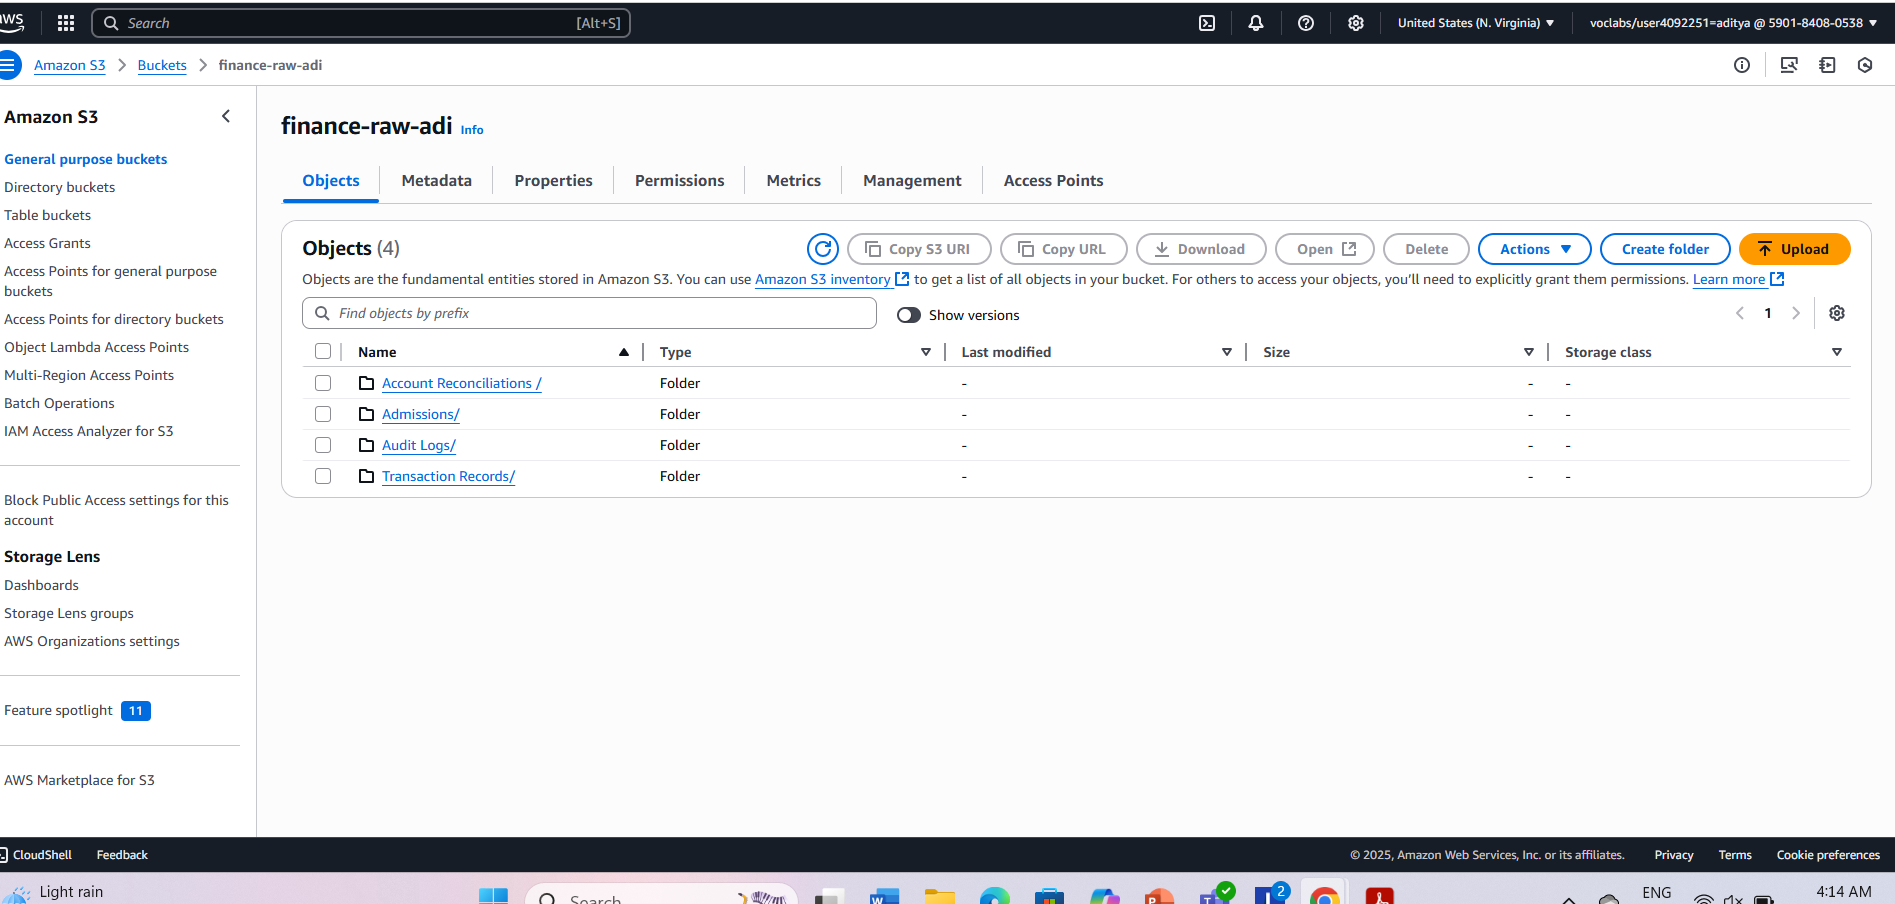 aws
Search [Alt+S] United States (N. Virginia) voclabs/user4092251=aditya @ 5901-8408-0538
Amazon S3 Buckets finance-raw-adi
Amazon S3
General purpose buckets
Directory buckets
Table buckets
Access Grants
Access Points for general purpose
buckets
Access Points for directory buckets
Object Lambda Access Points
Multi-Region Access Points
Batch Operations
IAM Access Analyzer for S3
Block Public Access settings for this
account
Storage Lens
Dashboards
Storage Lens groups
AWS Organizations settings
Feature spotlight 11
AWS Marketplace for S3
finance-raw-adi Info
Objects Metadata Properties Permissions Metrics Management Access Points
Objects (4) Copy S3 URI Copy URL Download Open Delete Actions Create folder Upload
Objects are the fundamental entities stored in Amazon S3. You can use Amazon S3 inventory to get a list of all objects in your bucket. For others to access your objects, you'll need to explicitly grant them permissions. Learn more
Find objects by prefix Show versions 1
Name Type Last modified Size Storage class
Account Reconciliations / Folder - - -
Admissions/ Folder - - -
Audit Logs/ Folder - - -
Transaction Records/ Folder - - -
CloudShell Feedback © 2025, Amazon Web Services, Inc. or its affiliates. Privacy Terms Cookie preferences
Light rain Search 2 ENG 4:14 AM